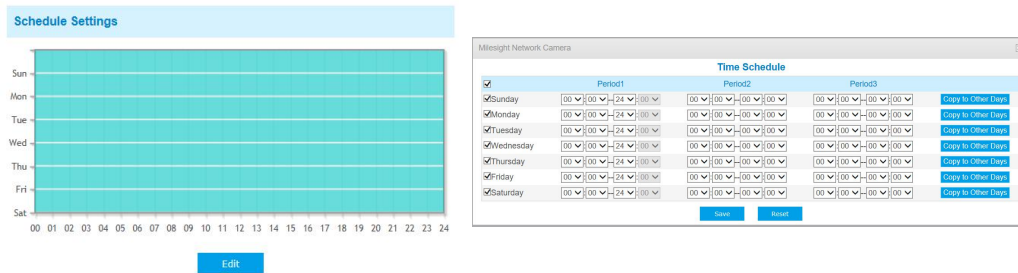 Schedule Settings
Sun
Mon
Tue
Wed
Thu
Fri
Sat
00 01 02 03 04 05 06 07 08 09 10 11 12 13 14 15 16 17 18 19 20 21 22 23 24
Edit
Milesight Network Camera
Time Schedule
Period1 Period2 Period3
Sunday 00 : 00 - 24 : 00 00 : 00 - 00 : 00 00 : 00 - 00 : 00 Copy to Other Days
Monday 00 : 00 - 24 : 00 00 : 00 - 00 : 00 00 : 00 - 00 : 00 Copy to Other Days
Tuesday 00 : 00 - 24 : 00 00 : 00 - 00 : 00 00 : 00 - 00 : 00 Copy to Other Days
Wednesday 00 : 00 - 24 : 00 00 : 00 - 00 : 00 00 : 00 - 00 : 00 Copy to Other Days
Thursday 00 : 00 - 24 : 00 00 : 00 - 00 : 00 00 : 00 - 00 : 00 Copy to Other Days
Friday 00 : 00 - 24 : 00 00 : 00 - 00 : 00 00 : 00 - 00 : 00 Copy to Other Days
Saturday 00 : 00 - 24 : 00 00 : 00 - 00 : 00 00 : 00 - 00 : 00 Copy to Other Days
Save Reset